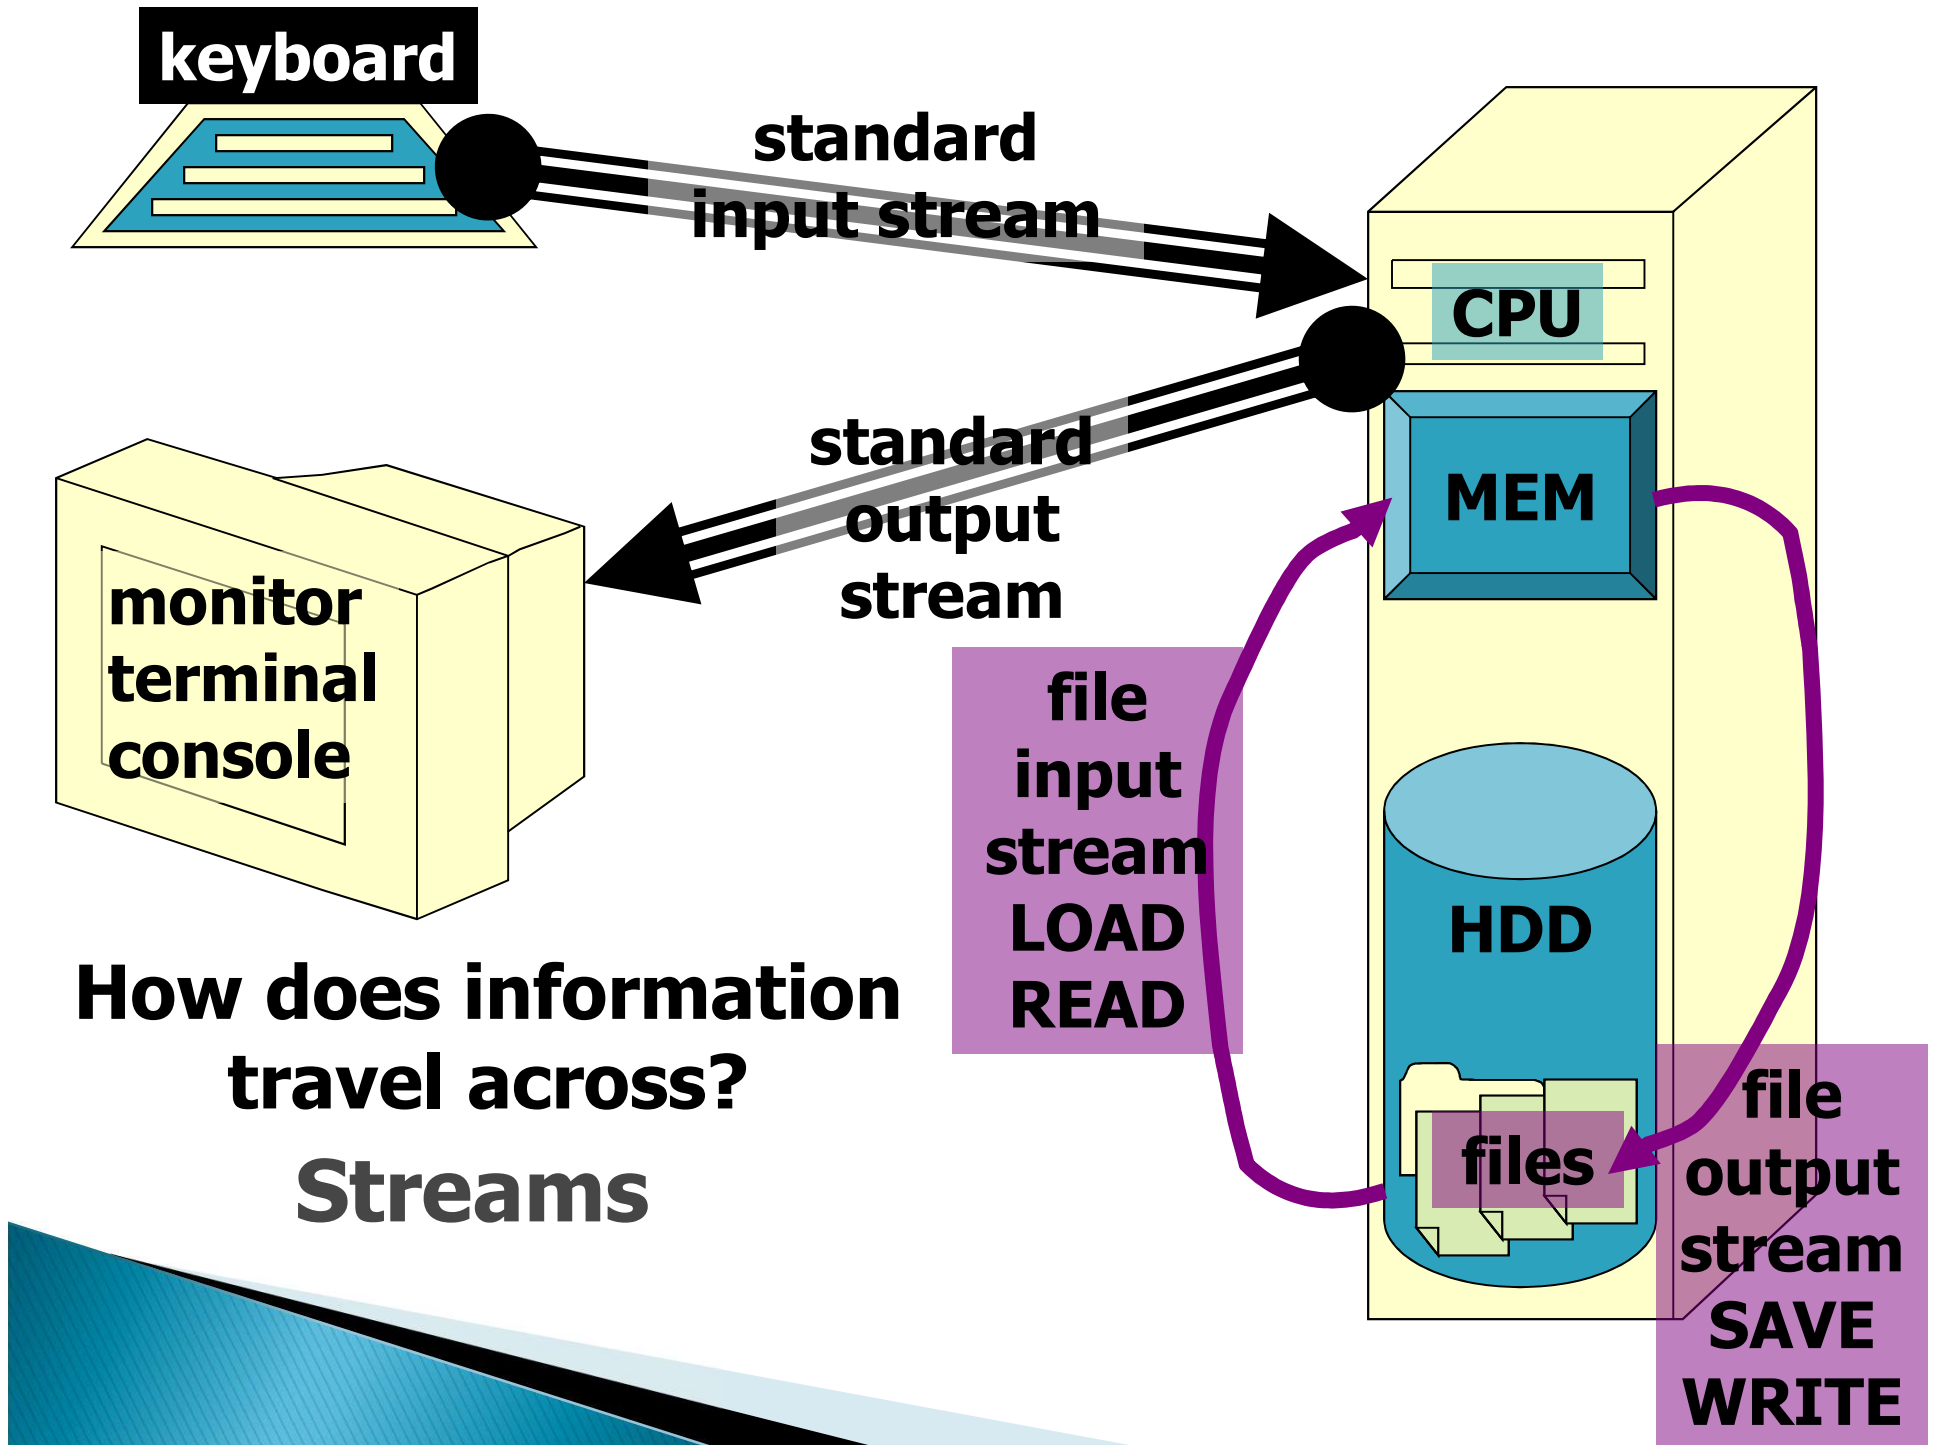 keyboard
standard
input stream
CPU
standard
output
stream
MEM
monitor
terminal
console
file
input
stream
LOAD
READ
HDD
How does information
travel across?
Streams
files
file
output
stream
SAVE
WRITE